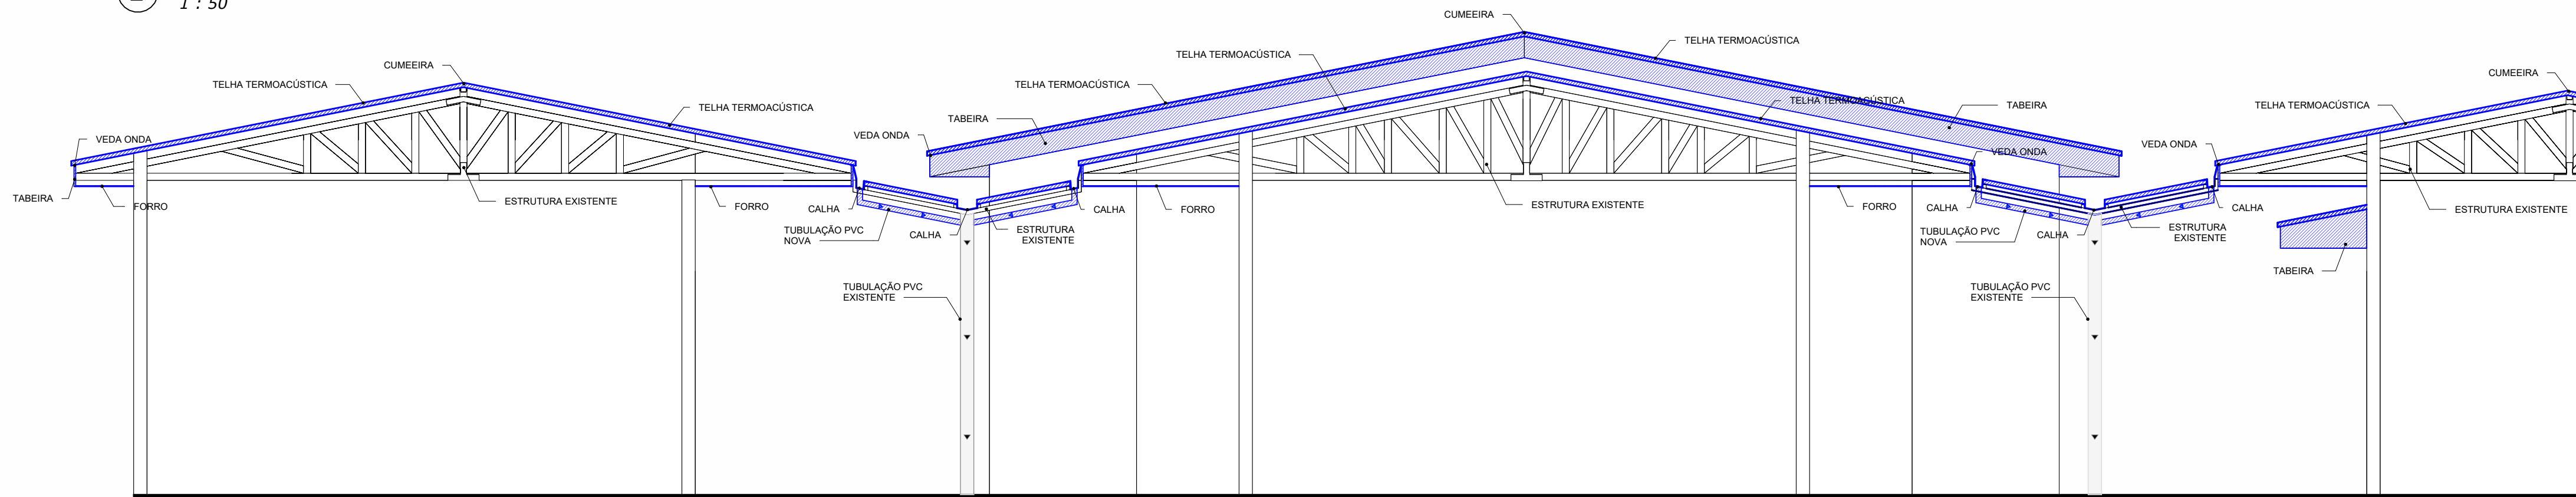 1 : 50
CUMEEIRA
CUMEEIRA
CUMEEIRA
CUMEEIRA
TELHA TERMOACÚSTICA
TELHA TERMOACÚSTICA
TELHA TERMOACÚSTICA
TELHA TERMOACÚSTICA
TELHA TERMOACÚSTICA
TELHA TERMOACÚSTICA
TELHA TERMOACÚSTICA
TELHA TERMOACÚSTICA
TABEIRA
TABEIRA
VEDA ONDA
VEDA ONDA
VEDA ONDA
VEDA ONDA
TABEIRA
FORRO
ESTRUTURA EXISTENTE
FORRO
CALHA
TUBULAÇÃO PVC
NOVA
CALHA
ESTRUTURA
EXISTENTE
CALHA
FORRO
ESTRUTURA EXISTENTE
FORRO
CALHA
TUBULAÇÃO PVC
NOVA
CALHA
ESTRUTURA
EXISTENTE
CALHA
ESTRUTURA EXISTENTE
TABEIRA
TUBULAÇÃO PVC
EXISTENTE
TUBULAÇÃO PVC
EXISTENTE